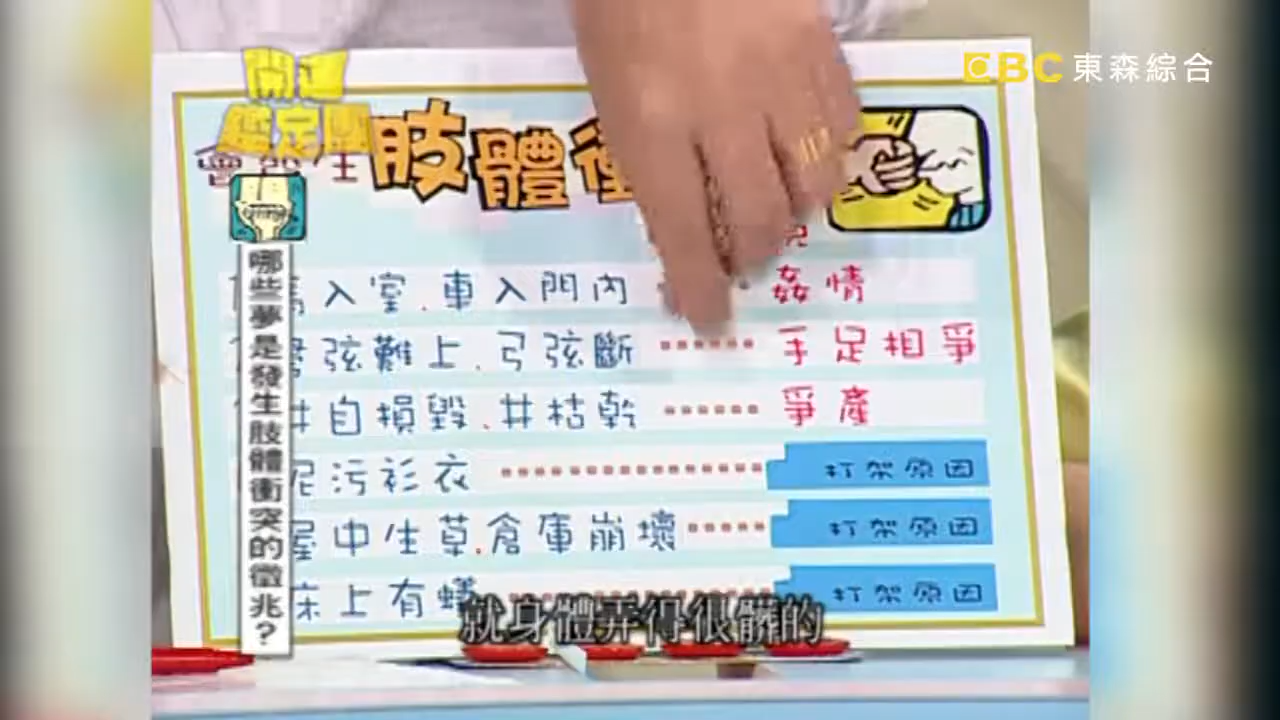 EBC 東森綜合
開運
鑑定團
肢體衝
入室.車入門內
姦情
弦難上.弓弦斷 手足相爭
井自損毀.井枯乾 爭產
泥污衫衣 打架原因
屋中生草.倉庫崩壞 打架原因
床上有蟻 打架原因
哪些夢是發生肢體衝突的徵兆?
就身體弄得很髒的